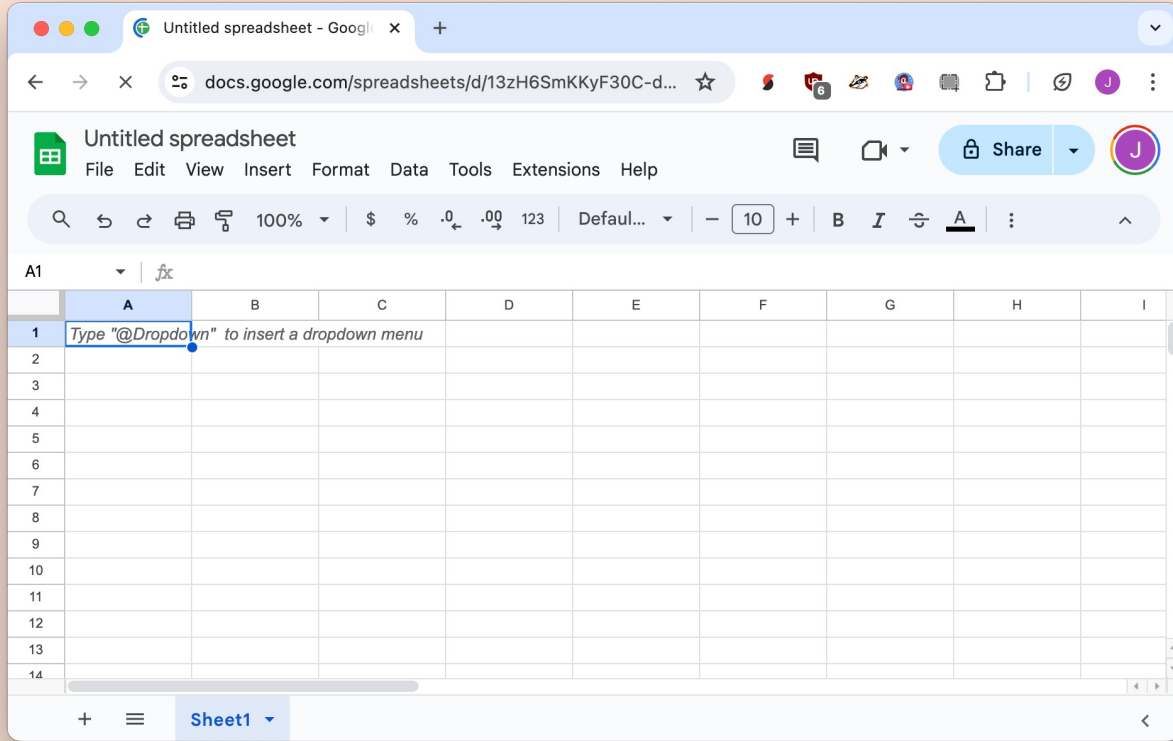 Untitled spreadsheet - Googl
docs.google.com/spreadsheets/d/13zH6SmKKyF30C-d...
6
J
Untitled spreadsheet
File Edit View Insert Format Data Tools Extensions Help
Share
J
100% $ % .0 .00 123 Defaul... 10 B I S A
A1 fx
A B C D E F G H I
1 Type "@Dropdown" to insert a dropdown menu
2
3
4
5
6
7
8
9
10
11
12
13
14
Sheet1